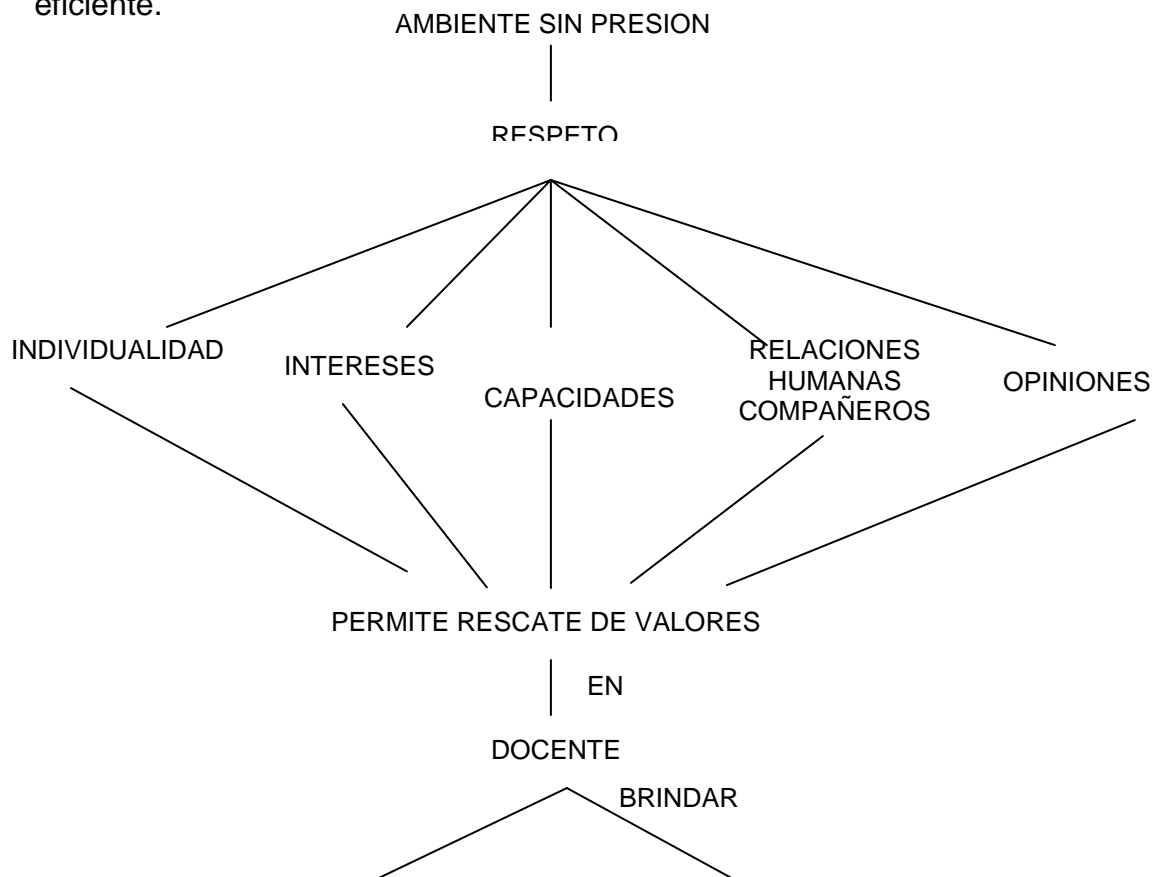 eficiente.
AMBIENTE SIN PRESION
RESPETO
INDIVIDUALIDAD
INTERESES
CAPACIDADES
RELACIONES
HUMANAS
COMPAÑEROS
OPINIONES
PERMITE RESCATE DE VALORES
EN
DOCENTE
BRINDAR